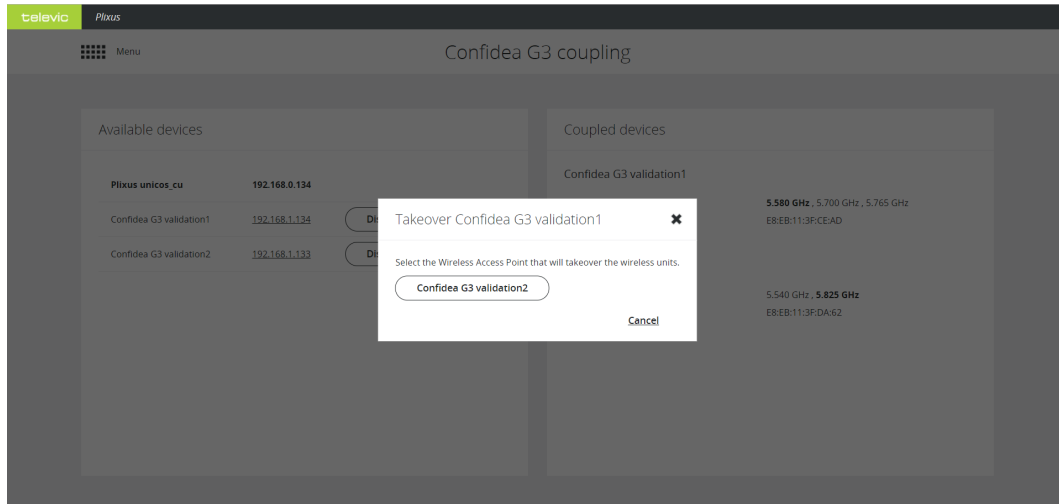 televic Plixus
Menu
Confidea G3 coupling
Available devices
Plixus unicos_cu 192.168.0.134
Confidea G3 validation1 192.168.1.134
Confidea G3 validation2 192.168.1.133
Takeover Confidea G3 validation1
Select the Wireless Access Point that will takeover the wireless units.
Confidea G3 validation2
Cancel
Coupled devices
Confidea G3 validation1
5.580 GHz , 5.700 GHz , 5.765 GHz
E8:EB:11:3F:CE:AD
5.540 GHz , 5.825 GHz
E8:EB:11:3F:DA:62